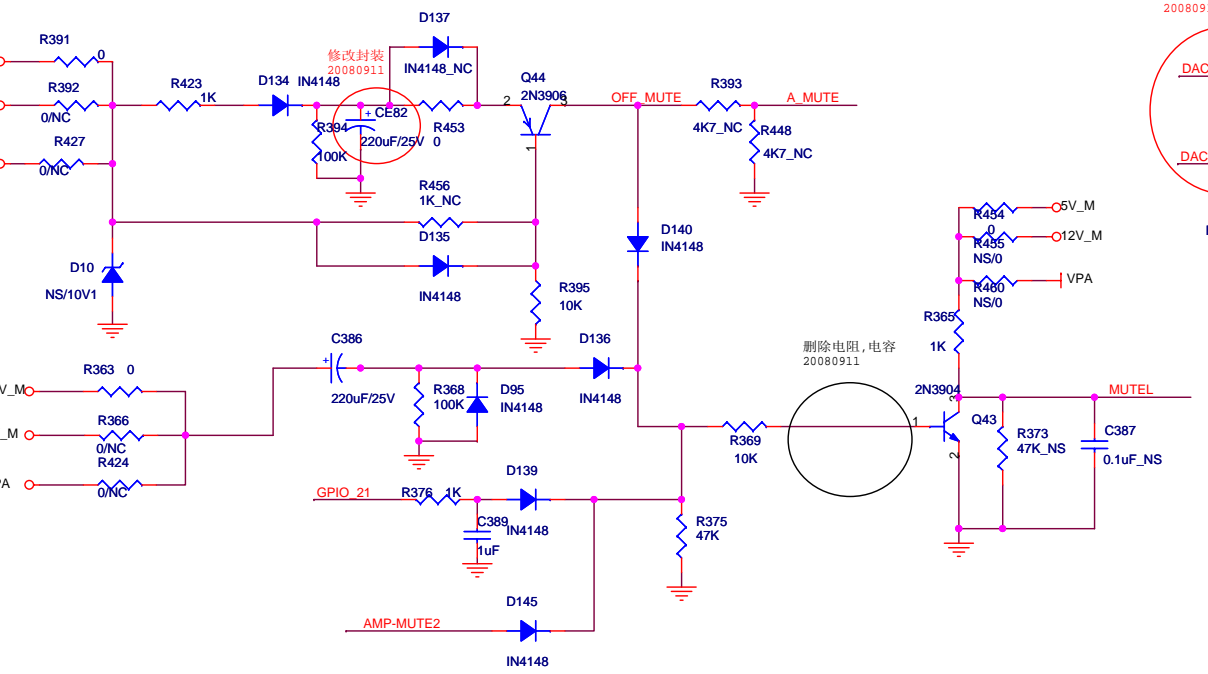 200809
D137
R391
0
修改封装
20080911
IN4148_NC
D134
IN4148
R392
0/NC
R423
1K
Q44
2N3906
2
3
1
R393
4K7_NC
OFF_MUTE
A_MUTE
DAC
R394
100K
+
CE82
220uF/25V
R453
0
R448
4K7_NC
R427
0/NC
DAC
R456
1K_NC
D135
IN4148
R454
0
5V_M
R455
NS/0
12V_M
D140
IN4148
D10
NS/10V1
R460
NS/0
VPA
R395
10K
R365
1K
C386
+
220uF/25V
D136
IN4148
删除电阻,电容
20080911
R363
0
V_M
R368
100K
D95
IN4148
2N3904
3
1
2
Q43
MUTEL
R366
0/NC
_M
R369
10K
R373
47K_NS
C387
0.1uF_NS
R424
0/NC
PA
GPIO_21
R376
1K
D139
IN4148
C389
1uF
R375
47K
D145
IN4148
AMP-MUTE2